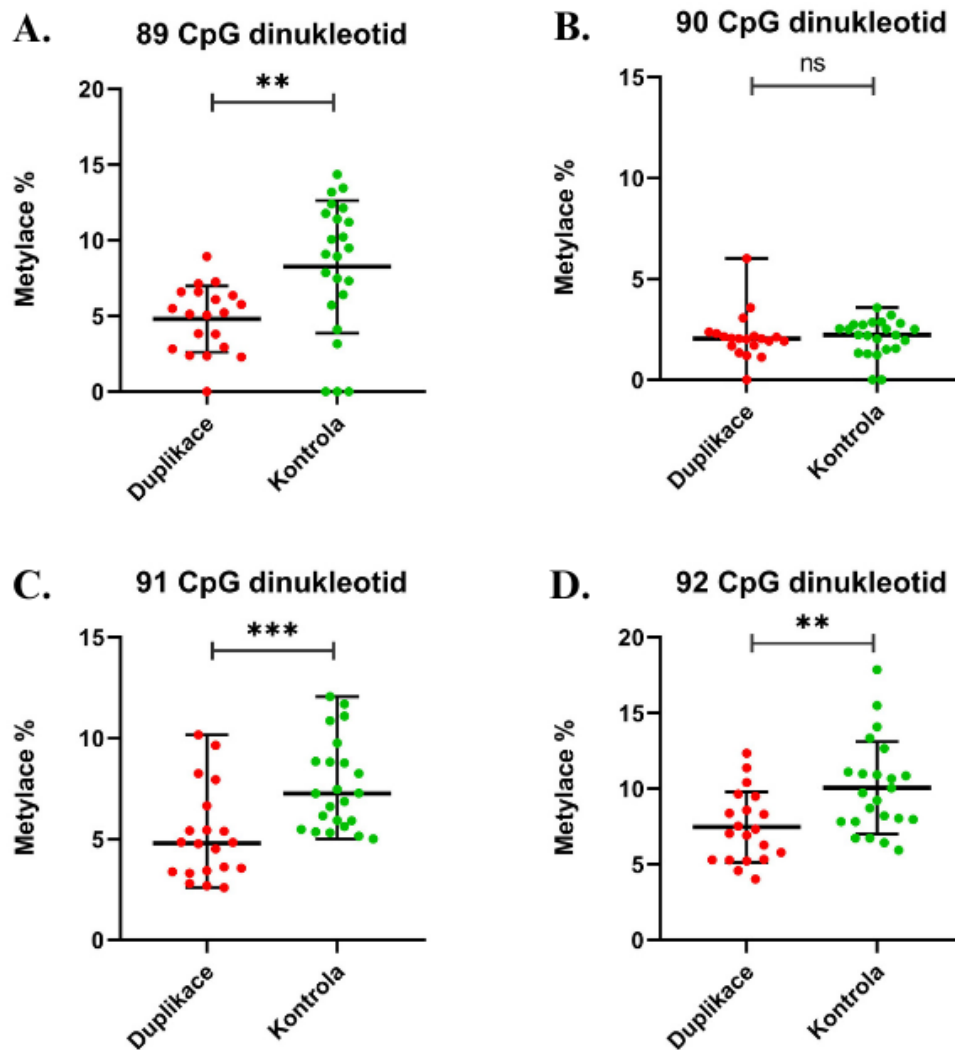 A.
89 CpG dinukleotid
**
20
15
10
5
0
Metylace %
Duplikace
Kontrola
B.
90 CpG dinukleotid
ns
15
10
5
0
Metylace %
Duplikace
Kontrola
C.
91 CpG dinukleotid
***
15
10
5
0
Metylace %
Duplikace
Kontrola
D.
92 CpG dinukleotid
**
20
15
10
5
0
Metylace %
Duplikace
Kontrola